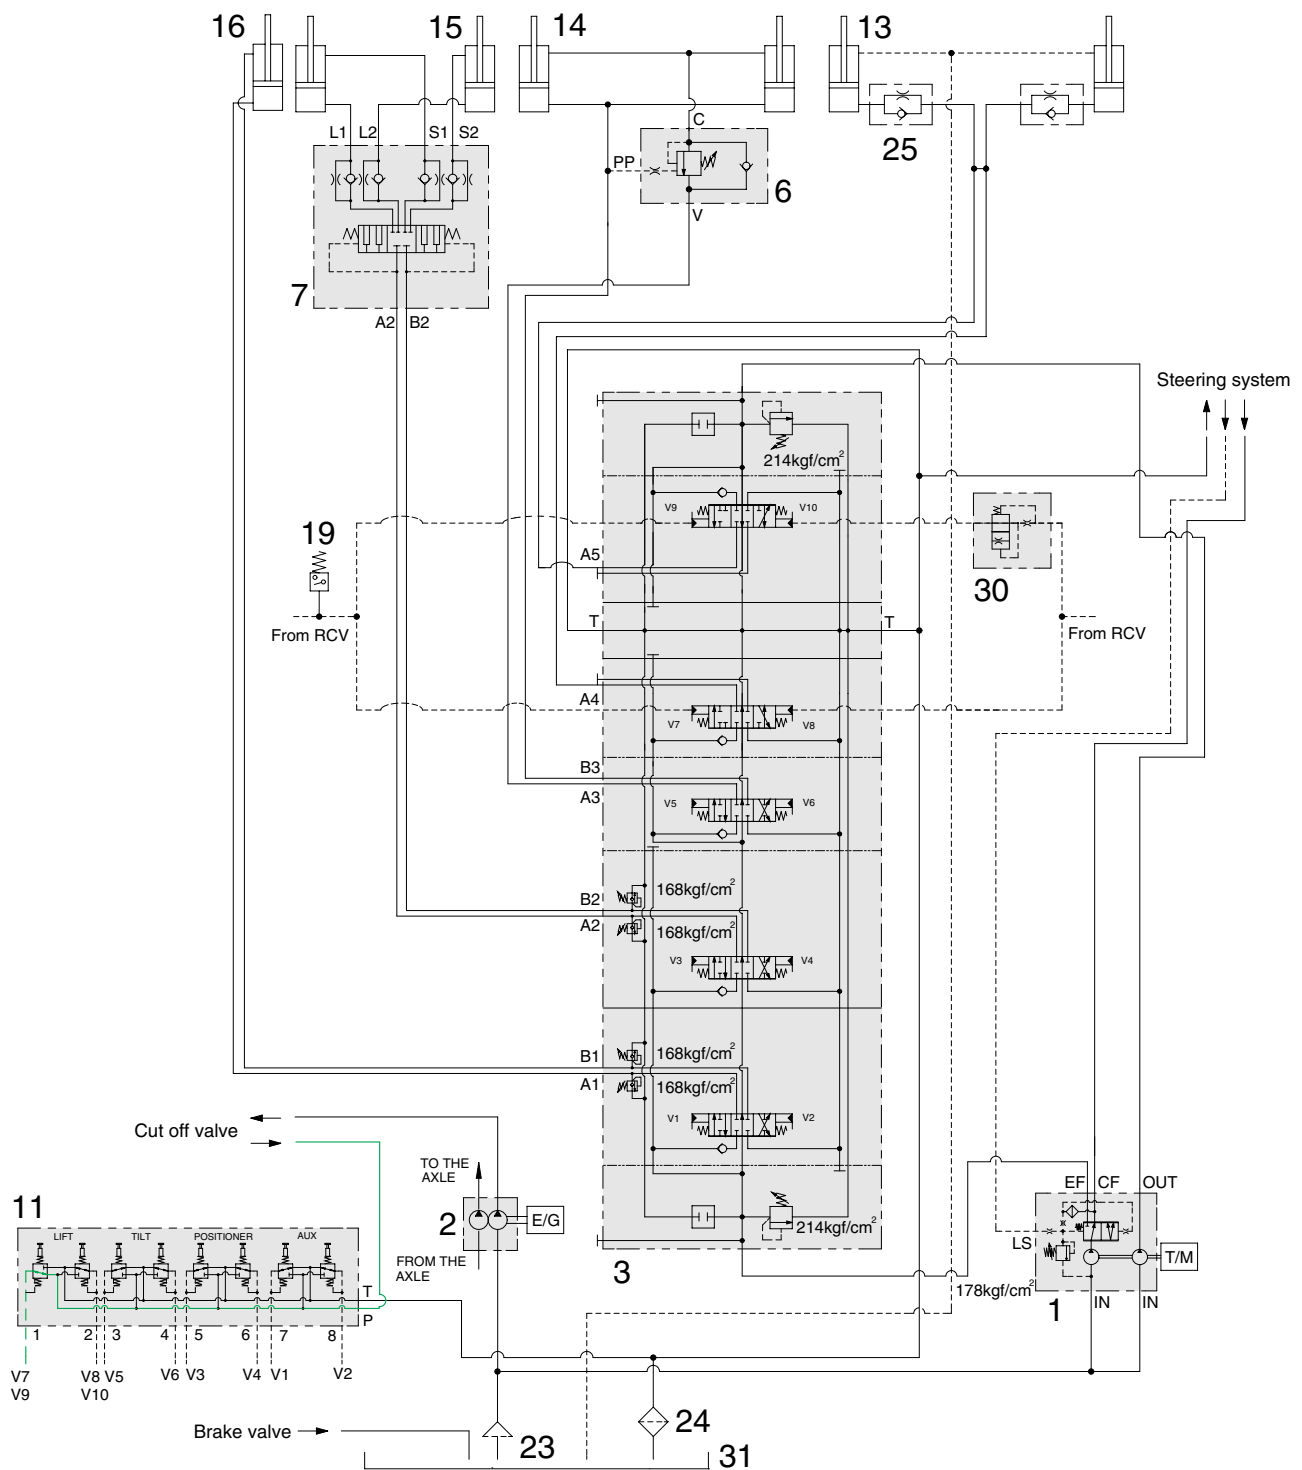 16
15
14
13
L1
L2
S1
S2
C
PP
25
6
V
7
A2
B2
Steering system
214kgf/cm2
V9
V10
19
A5
30
From RCV
T
T
From RCV
A4
V7
V8
B3
A3
V5
V6
168kgf/cm2
B2
A2
168kgf/cm2
V3
V4
B1
168kgf/cm2
A1
168kgf/cm2
V1
V2
Cut off valve
TO THE
AXLE
EF
CF
OUT
11
2
E/G
LIFT
TILT
POSITIONER
AUX
214kgf/cm2
LS
T/M
FROM THE
AXLE
3
178kgf/cm2
1
IN
IN
T
P
1
2
3
4
5
6
7
8
V7
V8
V5
V6
V3
V4
V1
V2
V9
V10
Brake valve
23
24
31